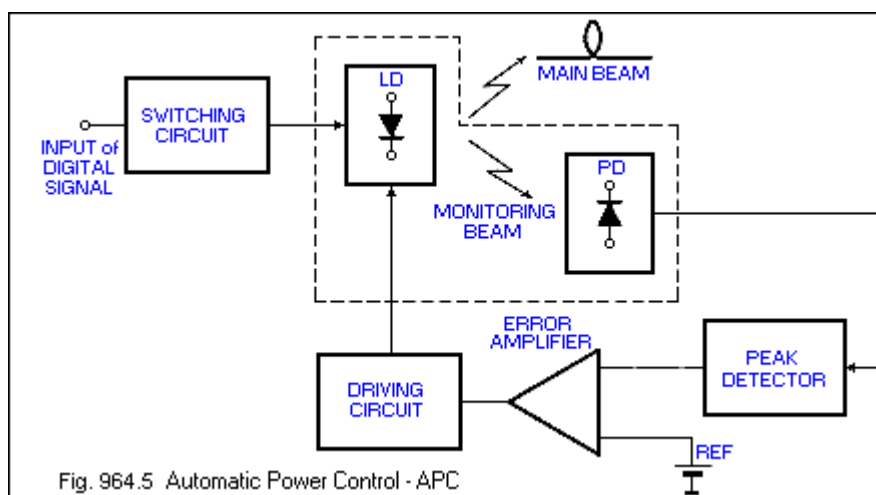 LD
MAIN BEAM
SWITCHING
CIRCUIT
INPUT of
DIGITAL
SIGNAL
PD
MONITORING
BEAM
ERROR
AMPLIFIER
DRIVING
CIRCUIT
PEAK
DETECTOR
REF
Fig. 964.5 Automatic Power Control - APC